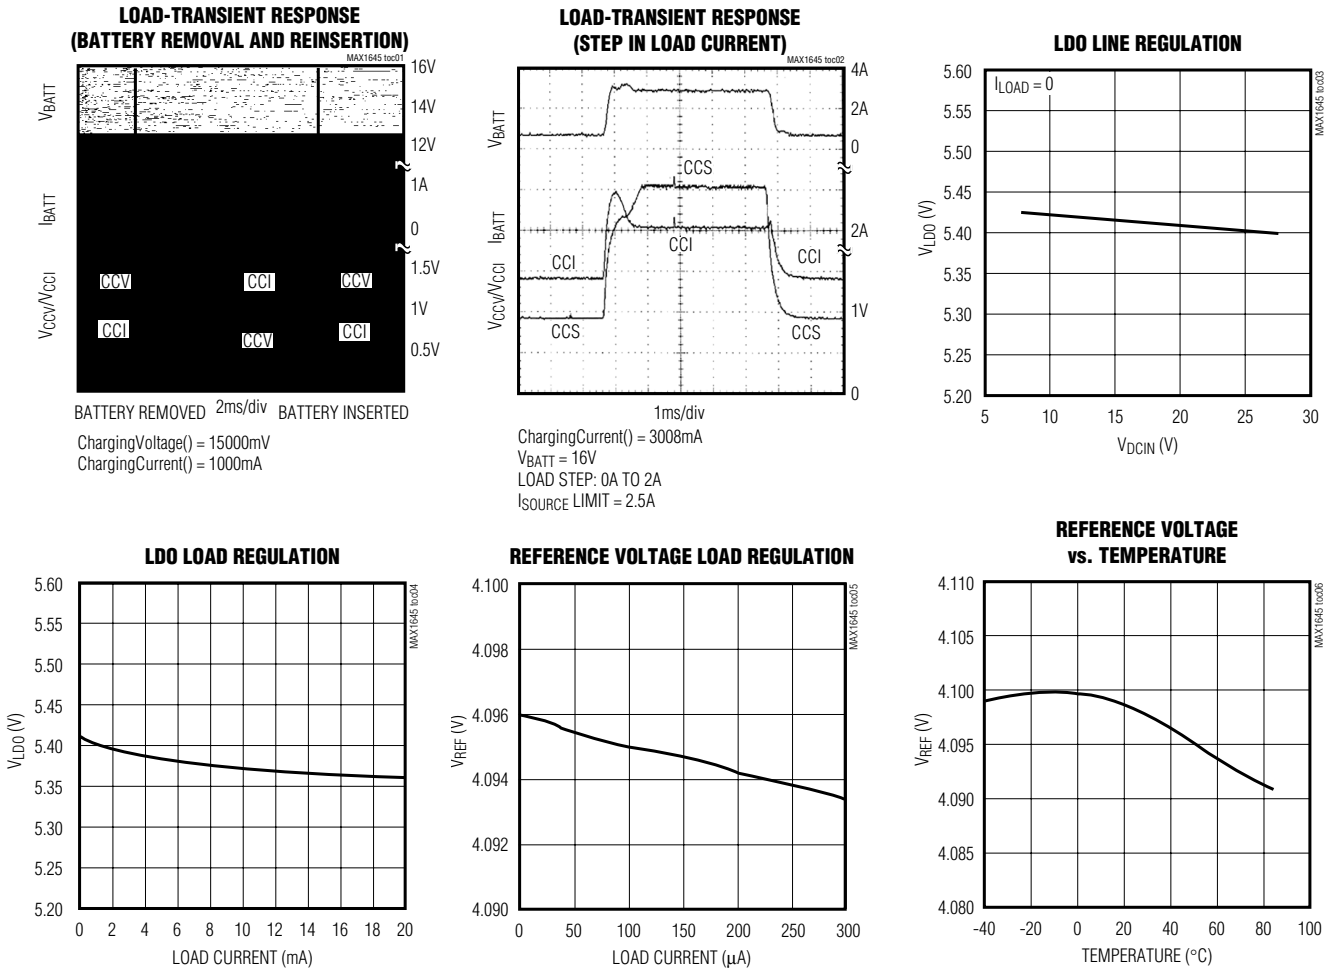 LOAD-TRANSIENT RESPONSE
(BATTERY REMOVAL AND REINSERTION)
MAX1645 toc01
VBATT
IBATT
VCCV/VCCI
16V
14V
12V
1A
0
1.5V
1V
0.5V
CCV
CCI
CCV
CCI
CCV
CCI
BATTERY REMOVED 2ms/div BATTERY INSERTED
ChargingVoltage() = 15000mV
ChargingCurrent() = 1000mA
LOAD-TRANSIENT RESPONSE
(STEP IN LOAD CURRENT)
MAX1645 toc02
VBATT
IBATT
VCCV/VCCI
4A
2A
0
2A
1V
0
CCS
CCI
CCI
CCI
CCS
CCS
1ms/div
ChargingCurrent() = 3008mA
VBATT = 16V
LOAD STEP: 0A TO 2A
ISOURCE LIMIT = 2.5A
LDO LINE REGULATION
MAX1645 toc03
ILOAD = 0
VLDO (V)
5.60
5.55
5.50
5.45
5.40
5.35
5.30
5.25
5.20
5 10 15 20 25 30
VDCIN (V)
LDO LOAD REGULATION
MAX1645 toc04
VLDO (V)
5.60
5.55
5.50
5.45
5.40
5.35
5.30
5.25
5.20
0 2 4 6 8 10 12 14 16 18 20
LOAD CURRENT (mA)
REFERENCE VOLTAGE LOAD REGULATION
MAX1645 toc05
VREF (V)
4.100
4.098
4.096
4.094
4.092
4.090
0 50 100 150 200 250 300
LOAD CURRENT (μA)
REFERENCE VOLTAGE
vs. TEMPERATURE
MAX1645 toc06
VREF (V)
4.110
4.105
4.100
4.095
4.090
4.085
4.080
-40 -20 0 20 40 60 80 100
TEMPERATURE (°C)